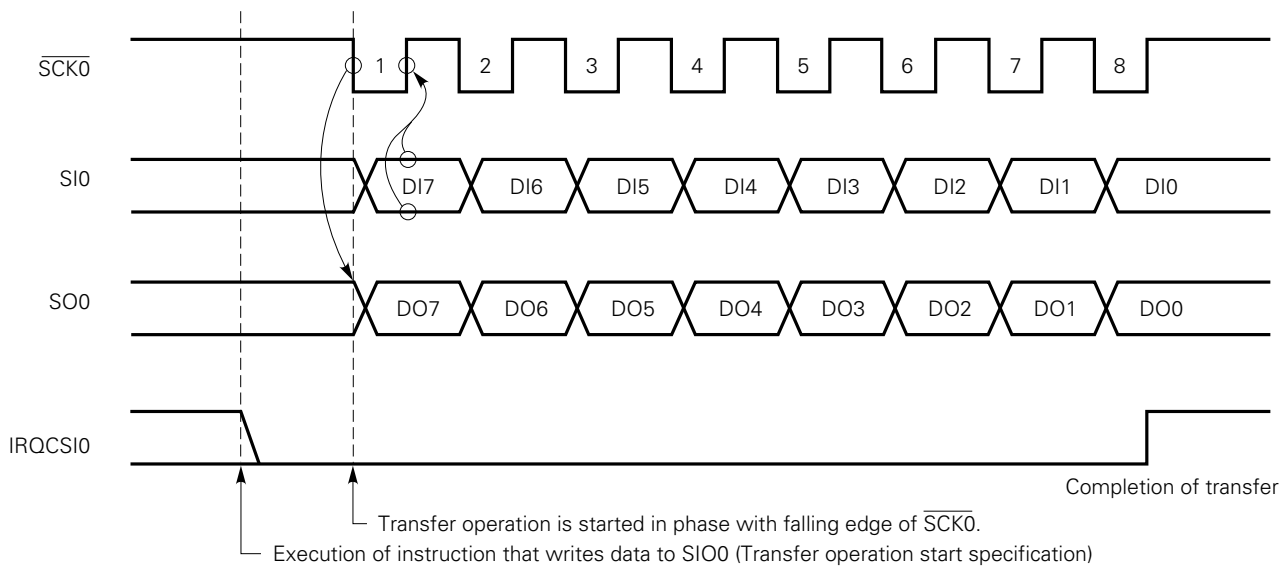 SCK0 1 2 3 4 5 6 7 8
SI0 DI7 DI6 DI5 DI4 DI3 DI2 DI1 DI0
SO0 DO7 DO6 DO5 DO4 DO3 DO2 DO1 DO0
IRQCSI0
Completion of transfer
Transfer operation is started in phase with falling edge of SCK0.
Execution of instruction that writes data to SIO0 (Transfer operation start specification)